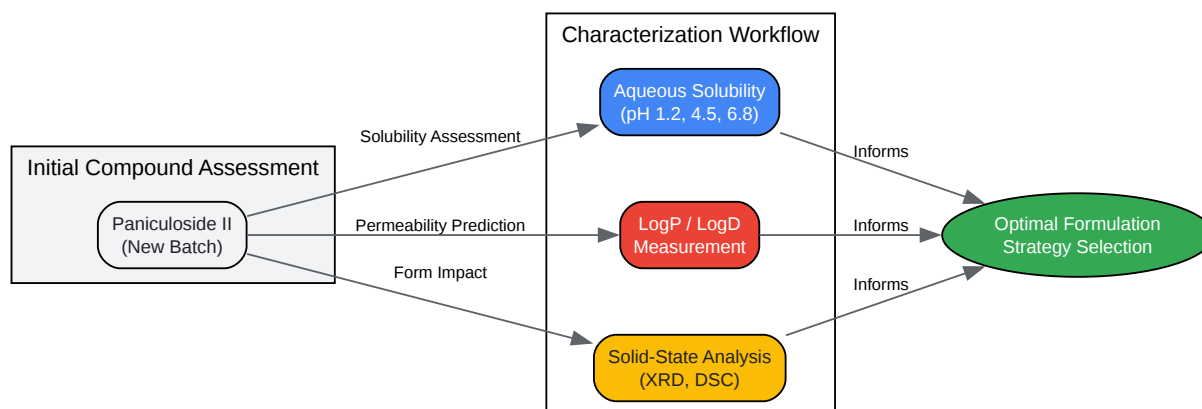 Initial Compound Assessment
Paniculoside II
(New Batch)
Solubility Assessment
Permeability Prediction
Form Impact
Characterization Workflow
Aqueous Solubility
(pH 1.2, 4.5, 6.8)
LogP / LogD
Measurement
Solid-State Analysis
(XRD, DSC)
Informs
Informs
Informs
Optimal Formulation
Strategy Selection